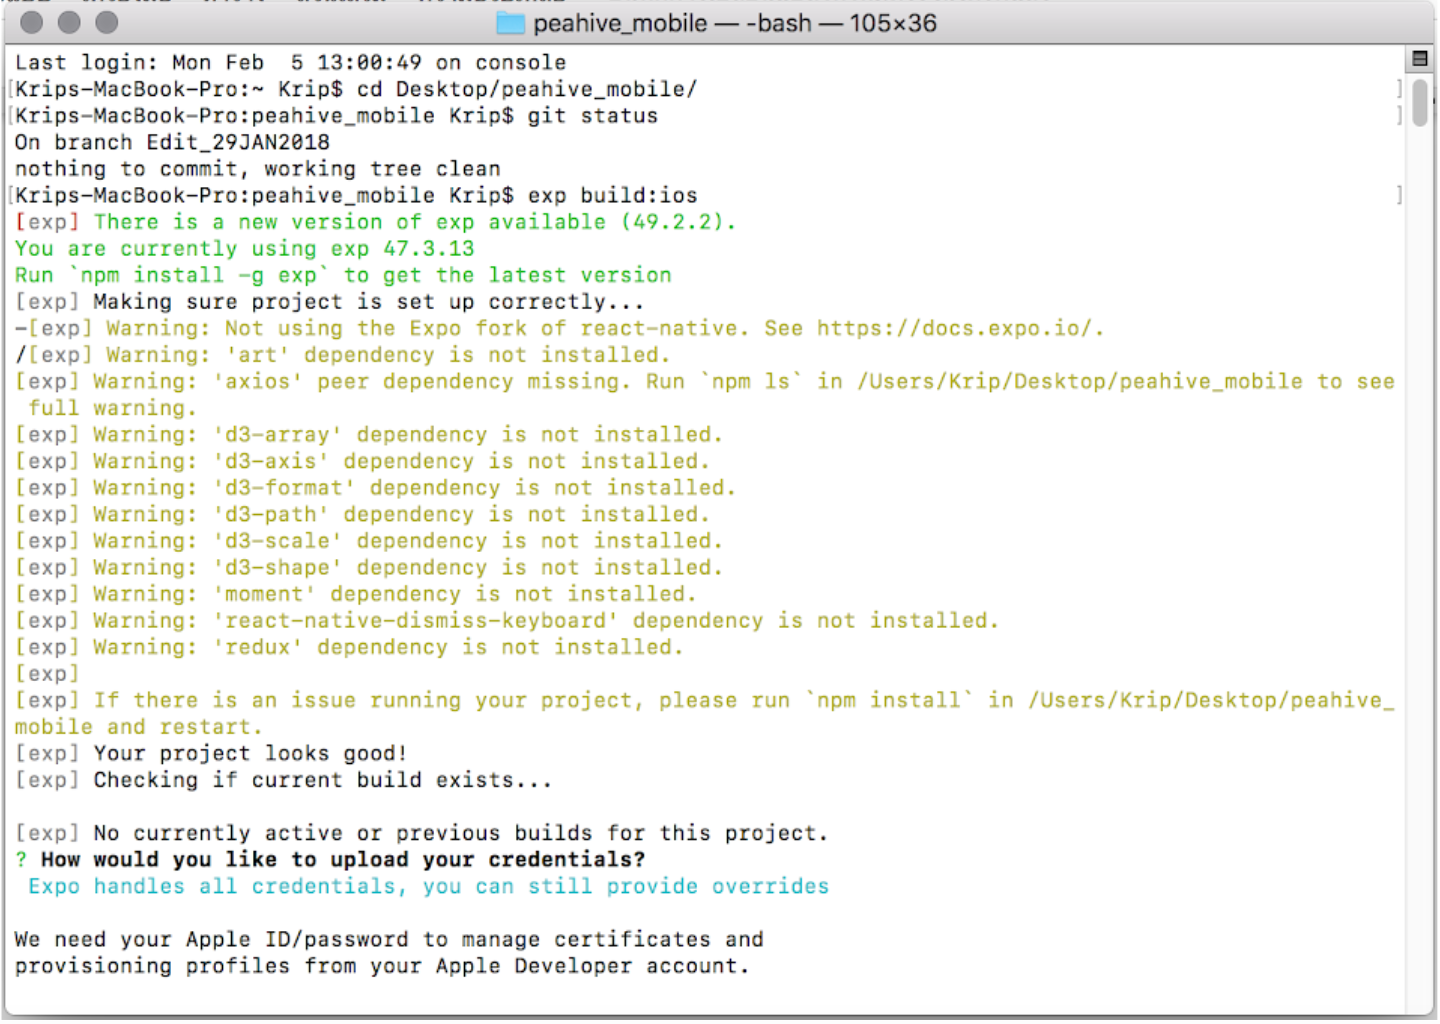 peahive_mobile — -bash — 105×36
Last login: Mon Feb  5 13:00:49 on console
[Krips-MacBook-Pro:~ Krip$ cd Desktop/peahive_mobile/ ]
[Krips-MacBook-Pro:peahive_mobile Krip$ git status ]
On branch Edit_29JAN2018
nothing to commit, working tree clean
[Krips-MacBook-Pro:peahive_mobile Krip$ exp build:ios ]
[exp] There is a new version of exp available (49.2.2).
You are currently using exp 47.3.13
Run `npm install -g exp` to get the latest version
[exp] Making sure project is set up correctly...
-[exp] Warning: Not using the Expo fork of react-native. See https://docs.expo.io/.
/[exp] Warning: 'art' dependency is not installed.
[exp] Warning: 'axios' peer dependency missing. Run `npm ls` in /Users/Krip/Desktop/peahive_mobile to see
full warning.
[exp] Warning: 'd3-array' dependency is not installed.
[exp] Warning: 'd3-axis' dependency is not installed.
[exp] Warning: 'd3-format' dependency is not installed.
[exp] Warning: 'd3-path' dependency is not installed.
[exp] Warning: 'd3-scale' dependency is not installed.
[exp] Warning: 'd3-shape' dependency is not installed.
[exp] Warning: 'moment' dependency is not installed.
[exp] Warning: 'react-native-dismiss-keyboard' dependency is not installed.
[exp] Warning: 'redux' dependency is not installed.
[exp]
[exp] If there is an issue running your project, please run `npm install` in /Users/Krip/Desktop/peahive_
mobile and restart.
[exp] Your project looks good!
[exp] Checking if current build exists...
[exp] No currently active or previous builds for this project.
? How would you like to upload your credentials?
Expo handles all credentials, you can still provide overrides
We need your Apple ID/password to manage certificates and
provisioning profiles from your Apple Developer account.